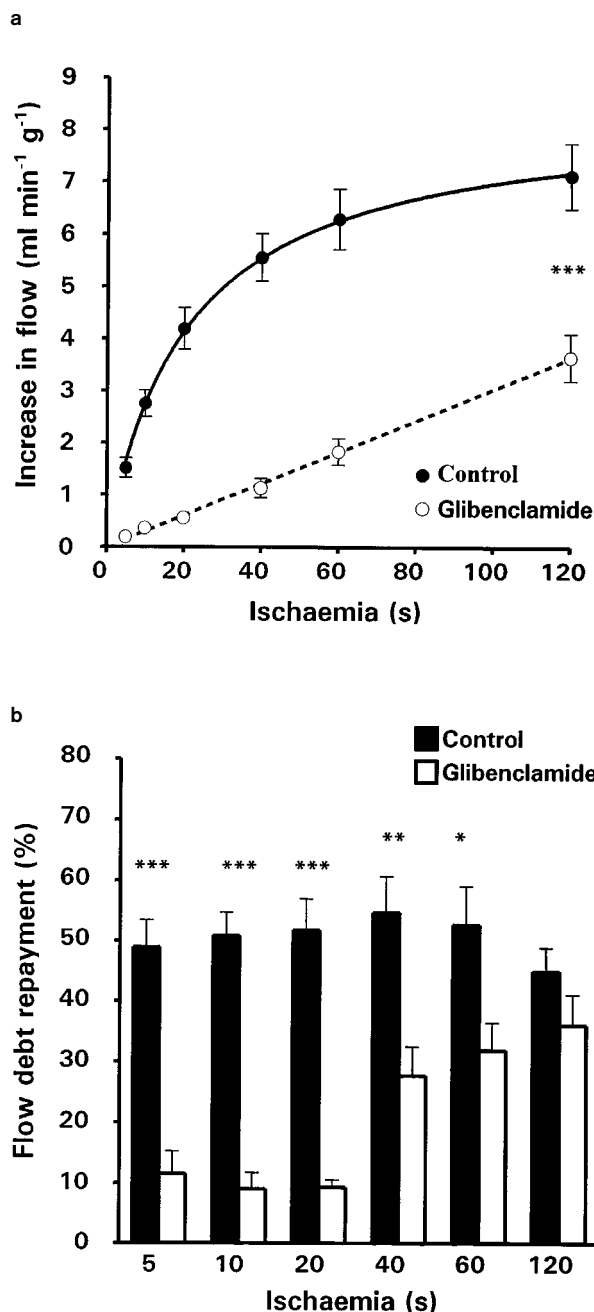 a
Increase in flow (ml min⁻¹ g⁻¹)
9
8
7
6
5
4
3
2
1
0
***
Control
Glibenclamide
0 20 40 60 80 100 120
Ischaemia (s)
b
Flow debt repayment (%)
80
70
60
50
40
30
20
10
0
Control
Glibenclamide
*** *** *** ** *
5 10 20 40 60 120
Ischaemia (s)